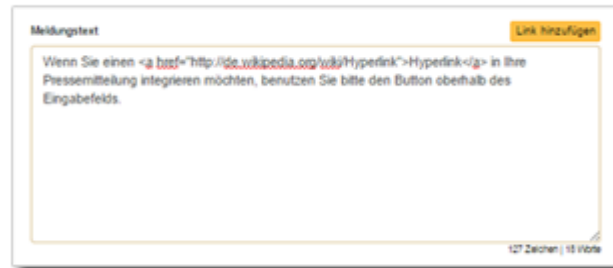 Meldungstext
Link hinzufügen
Wenn Sie einen <a href="http://de.wikipedia.org/wiki/Hyperlink">Hyperlink</a> in Ihre
Pressemitteilung integrieren möchten, benutzen Sie bitte den Button oberhalb des
Eingabefelds.
127 Zeichen | 18 Worte